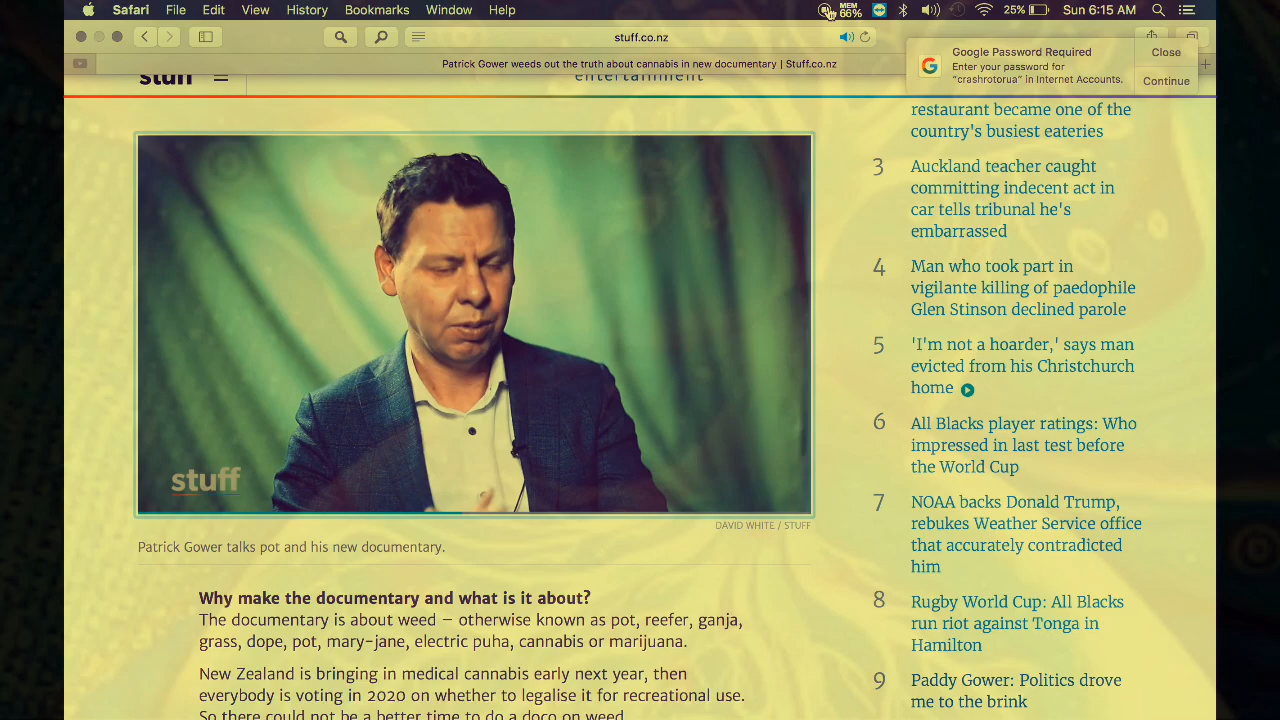 Safari File Edit View History Bookmarks Window Help MEM 66% 25% Sun 6:15 AM
stuff.co.nz
Patrick Gower weeds out the truth about cannabis in new documentary | Stuff.co.nz
Google Password Required
Enter your password for
“crashrotorua” in Internet Accounts.
Close
Continue
stuff
entertainment
restaurant became one of the
country's busiest eateries
3 Auckland teacher caught
committing indecent act in
car tells tribunal he's
embarrassed
4 Man who took part in
vigilante killing of paedophile
Glen Stinson declined parole
5 'I'm not a hoarder,' says man
evicted from his Christchurch
home
6 All Blacks player ratings: Who
impressed in last test before
the World Cup
7 NOAA backs Donald Trump,
rebukes Weather Service office
that accurately contradicted
him
8 Rugby World Cup: All Blacks
run riot against Tonga in
Hamilton
9 Paddy Gower: Politics drove
me to the brink
stuff
DAVID WHITE / STUFF
Patrick Gower talks pot and his new documentary.
Why make the documentary and what is it about?
The documentary is about weed – otherwise known as pot, reefer, ganja,
grass, dope, pot, mary-jane, electric puha, cannabis or marijuana.
New Zealand is bringing in medical cannabis early next year, then
everybody is voting in 2020 on whether to legalise it for recreational use.
So there could not be a better time to do a doco on weed.